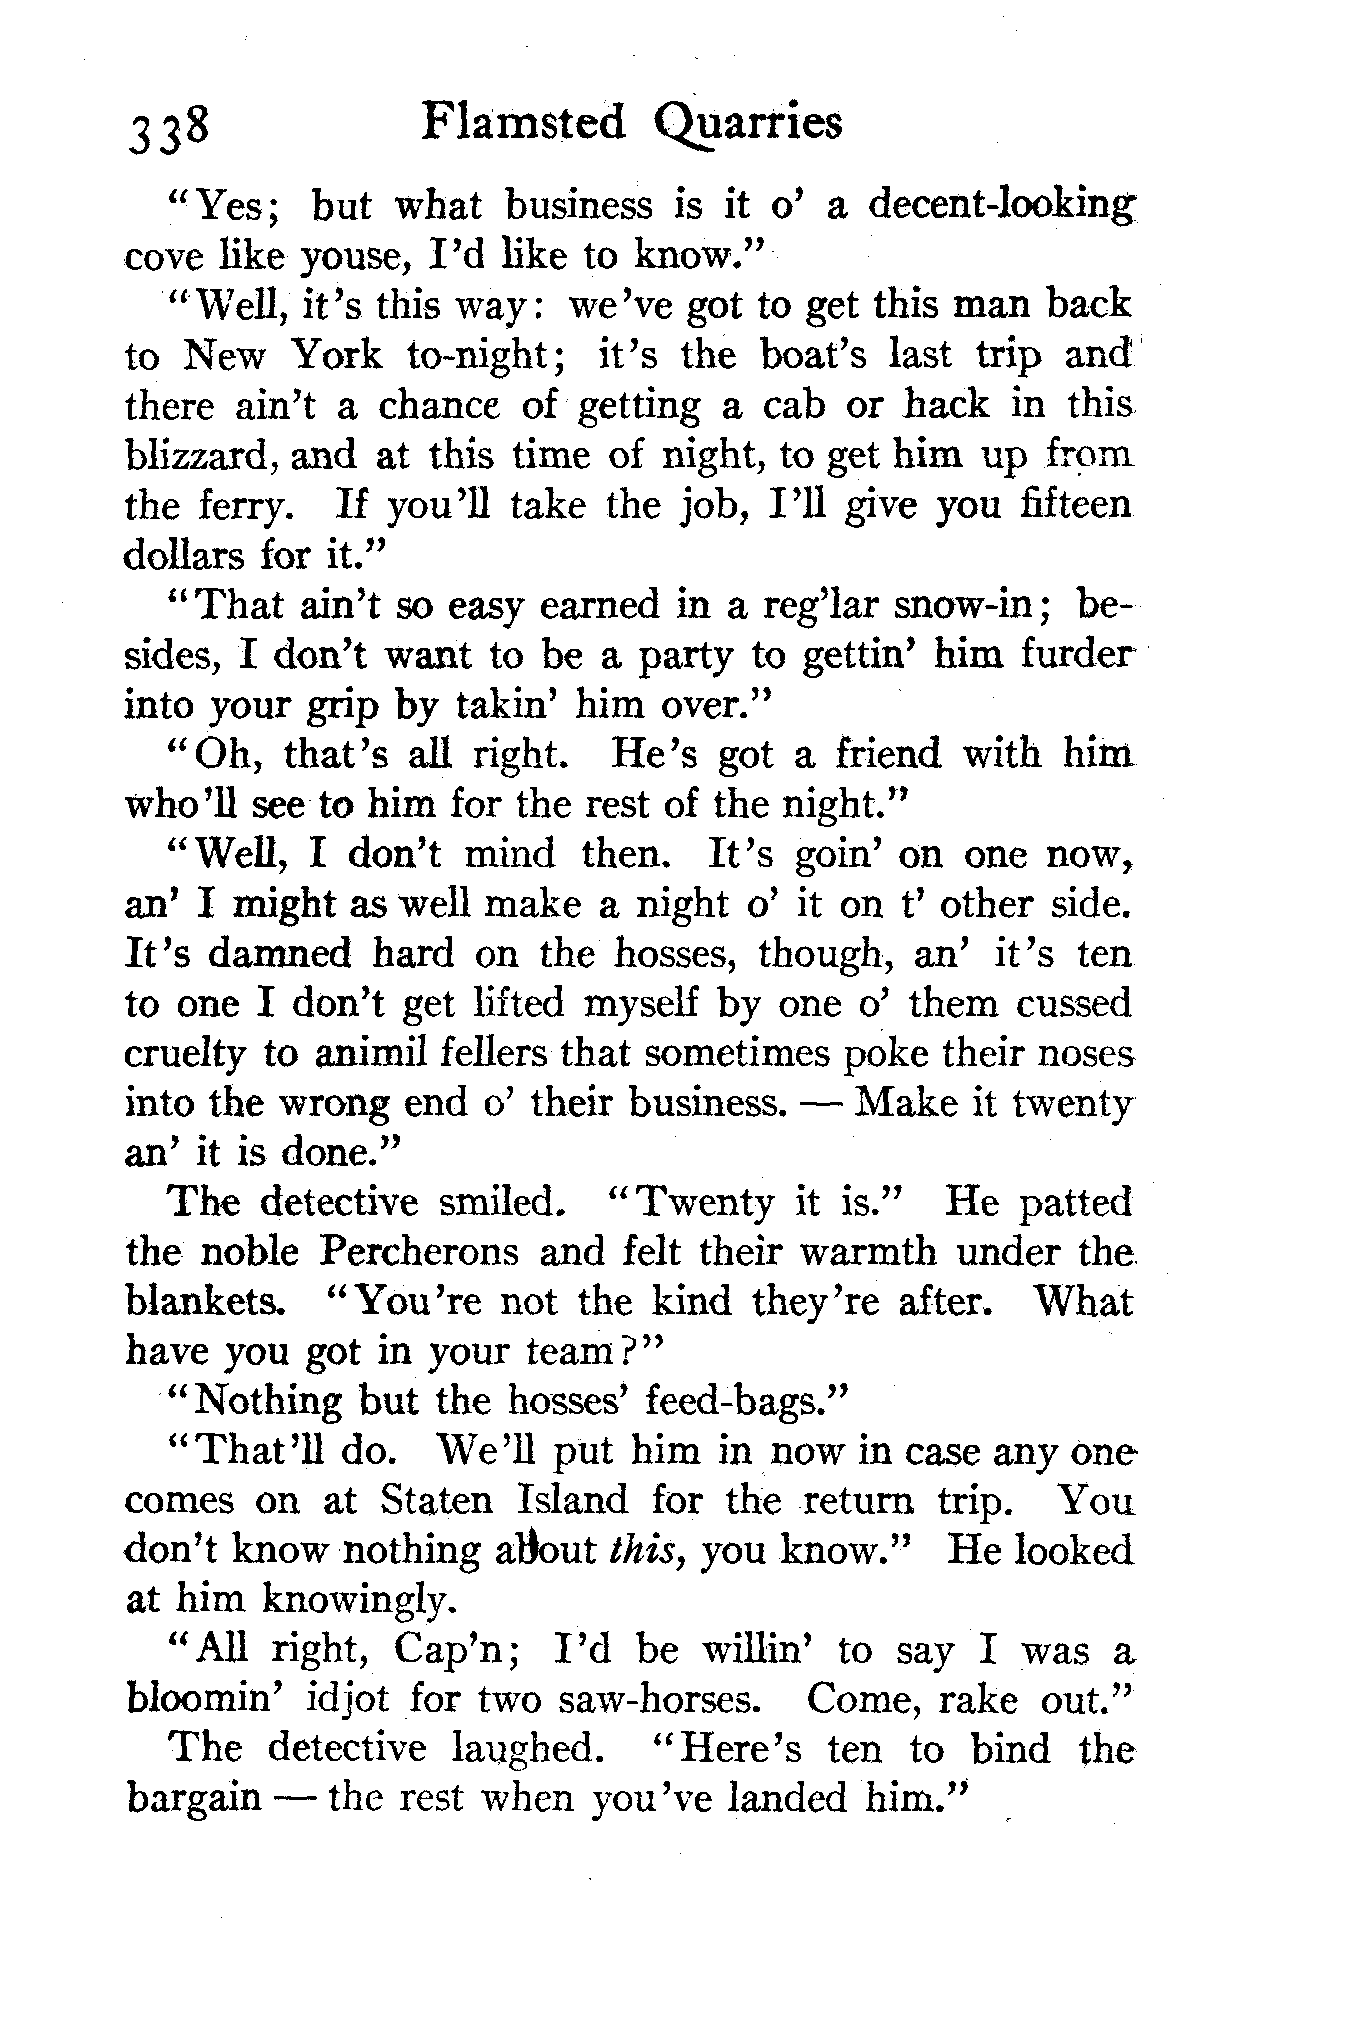 338 Flamsted Quarries
“Yes; but what business is it o’ a decent-looking
cove like youse, I’d like to know.”
“Well, it’s this way: we’ve got to get this man back
to New York to-night; it’s the boat’s last trip and
there ain’t a chance of getting a cab or hack in this
blizzard, and at this time of night, to get him up from
the ferry. If you’ll take the job, I’ll give you fifteen
dollars for it.”
“That ain’t so easy earned in a reg’lar snow-in; be-
sides, I don’t want to be a party to gettin’ him furder
into your grip by takin’ him over.”
“Oh, that’s all right. He’s got a friend with him
who’ll see to him for the rest of the night.”
“Well, I don’t mind then. It’s goin’ on one now,
an’ I might as well make a night o’ it on t’ other side.
It’s damned hard on the hosses, though, an’ it’s ten
to one I don’t get lifted myself by one o’ them cussed
cruelty to animil fellers that sometimes poke their noses
into the wrong end o’ their business. — Make it twenty
an’ it is done.”
The detective smiled. “Twenty it is.” He patted
the noble Percherons and felt their warmth under the
blankets. “You’re not the kind they’re after. What
have you got in your team?”
“Nothing but the hosses’ feed-bags.”
“That’ll do. We’ll put him in now in case any one
comes on at Staten Island for the return trip. You
don’t know nothing about this, you know.” He looked
at him knowingly.
“All right, Cap’n; I’d be willin’ to say I was a
bloomin’ idjot for two saw-horses. Come, rake out.”
The detective laughed. “Here’s ten to bind the
bargain — the rest when you’ve landed him.”